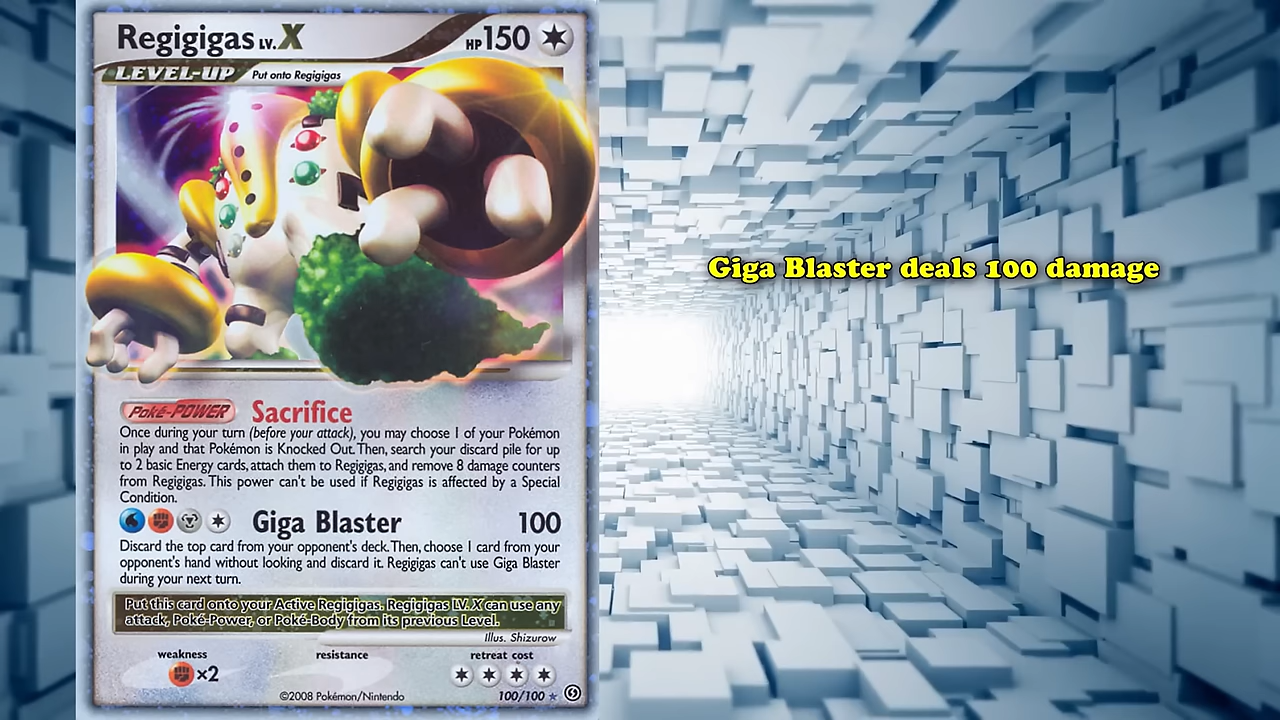 Regigigas LV.X
HP 150
LEVEL-UP Put onto Regigigas
Giga Blaster deals 100 damage
Poké-POWER Sacrifice
Once during your turn (before your attack), you may choose 1 of your Pokémon
in play and that Pokémon is Knocked Out. Then, search your discard pile for up
to 2 basic Energy cards, attach them to Regigigas, and remove 8 damage counters
from Regigigas. This power can't be used if Regigigas is affected by a Special
Condition.
Giga Blaster 100
Discard the top card from your opponent's deck. Then, choose 1 card from your
opponent's hand without looking and discard it. Regigigas can't use Giga Blaster
during your next turn.
Put this card onto your Active Regigigas. Regigigas LV.X can use any
attack, Poké-Power, or Poké-Body from its previous Level.
Illus. Shizurow
weakness resistance retreat cost
×2
©2008 Pokémon/Nintendo 100/100